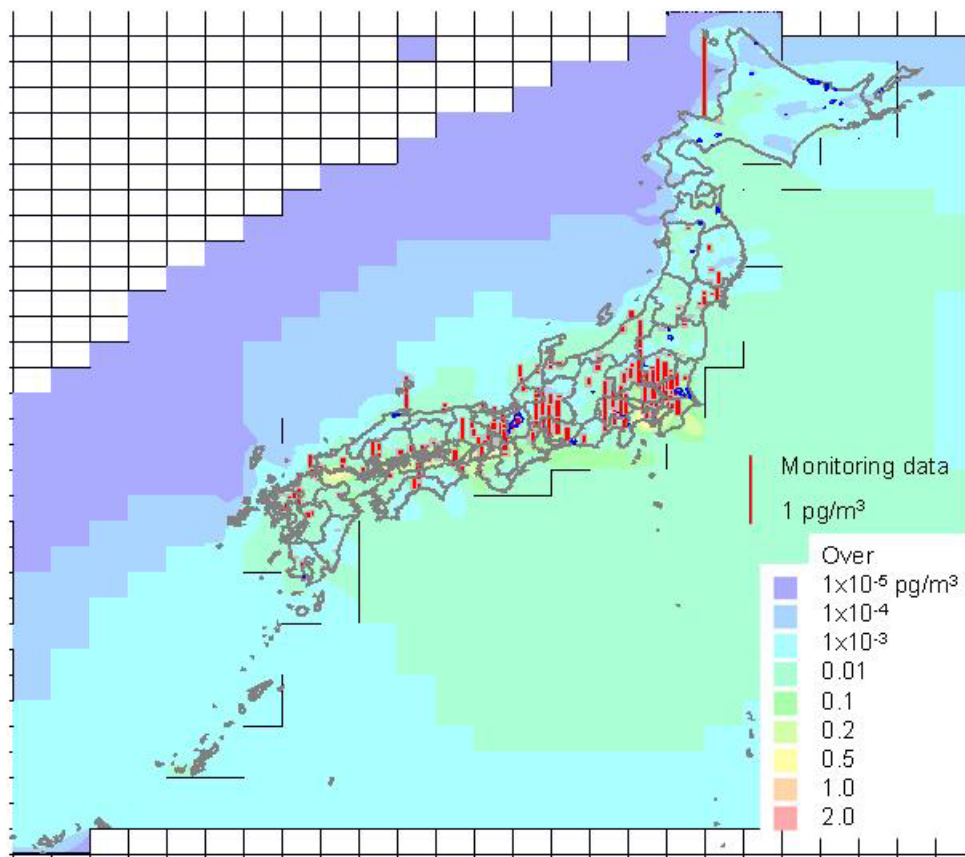 Monitoring data
1 pg/m³
Over
1x10⁻⁵ pg/m³
1x10⁻⁴
1x10⁻³
0.01
0.1
0.2
0.5
1.0
2.0